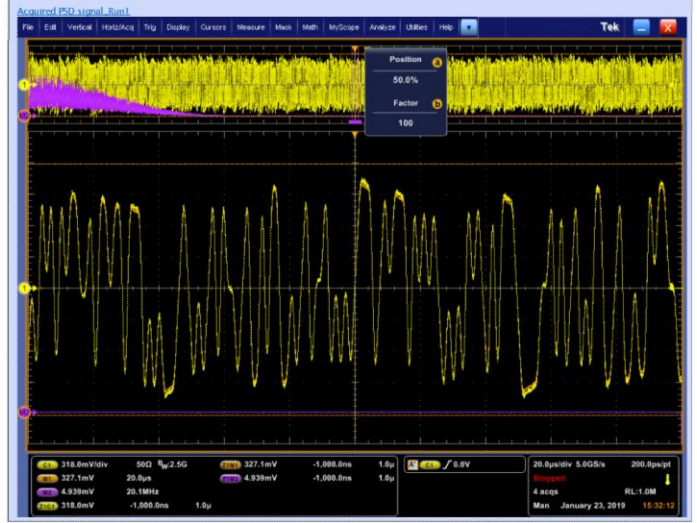 Acquired PSD signal_Run1
File Edit Vertical Horiz/Acq Trig Display Cursors Measure Mask Math MyScope Analyze Utilities Help Tek X
Position a
50.0%
Factor b
100
1
M2
1
M2
C1 318.0mV/div 50Ω BW:2.5G Z1M1 327.1mV -1,000.0ns 1.0µ A' C1 / 0.0V 20.0µs/div 5.0GS/s 200.0ps/pt
M1 327.1mV 20.0µs Z1M2 4.939mV -1,000.0ns 1.0µ Stopped
M2 4.939mV 20.1MHz 4 acqs RL:1.0M
Z1C1 318.0mV -1,000.0ns 1.0µ Man January 23, 2019 15:32:12